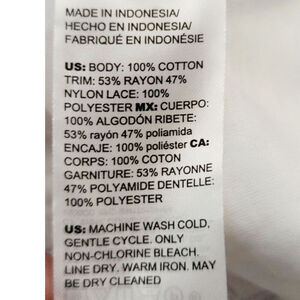 MADE IN INDONESIA/
HECHO EN INDONESIA/
FABRIQUÉ EN INDONÉSIE
US: BODY: 100% COTTON
TRIM: 53% RAYON 47%
NYLON LACE: 100%
POLYESTER MX: CUERPO:
100% ALGODÓN RIBETE:
53% rayón 47% poliamida
ENCAJE: 100% poliéster CA:
CORPS: 100% COTON
GARNITURE: 53% RAYONNE
47% POLYAMIDE DENTELLE:
100% POLYESTER
US: MACHINE WASH COLD,
GENTLE CYCLE. ONLY
NON-CHLORINE BLEACH.
LINE DRY. WARM IRON. MAY
BE DRY CLEANED